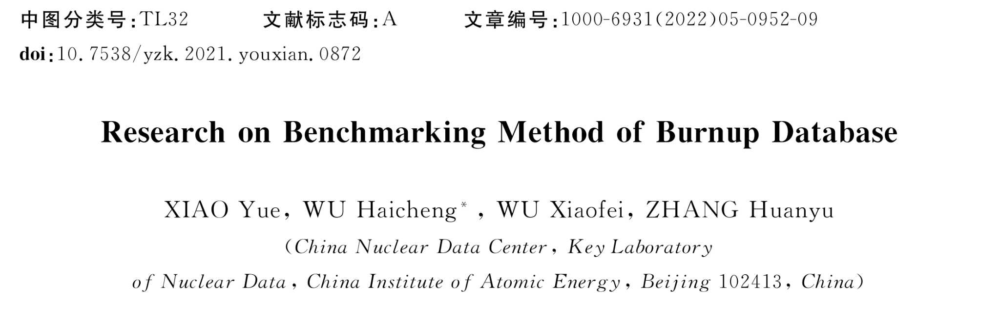 中图分类号:TL32 文献标志码:A 文章编号:1000-6931(2022)05-0952-09
doi:10. 7538/yzk. 2021. youxian. 0872
Research on Benchmarking Method of Burnup Database
XIAO Yue, WU Haicheng*, WU Xiaofei, ZHANG Huanyu
(China Nuclear Data Center, Key Laboratory
of Nuclear Data, China Institute of Atomic Energy, Beijing 102413, China)